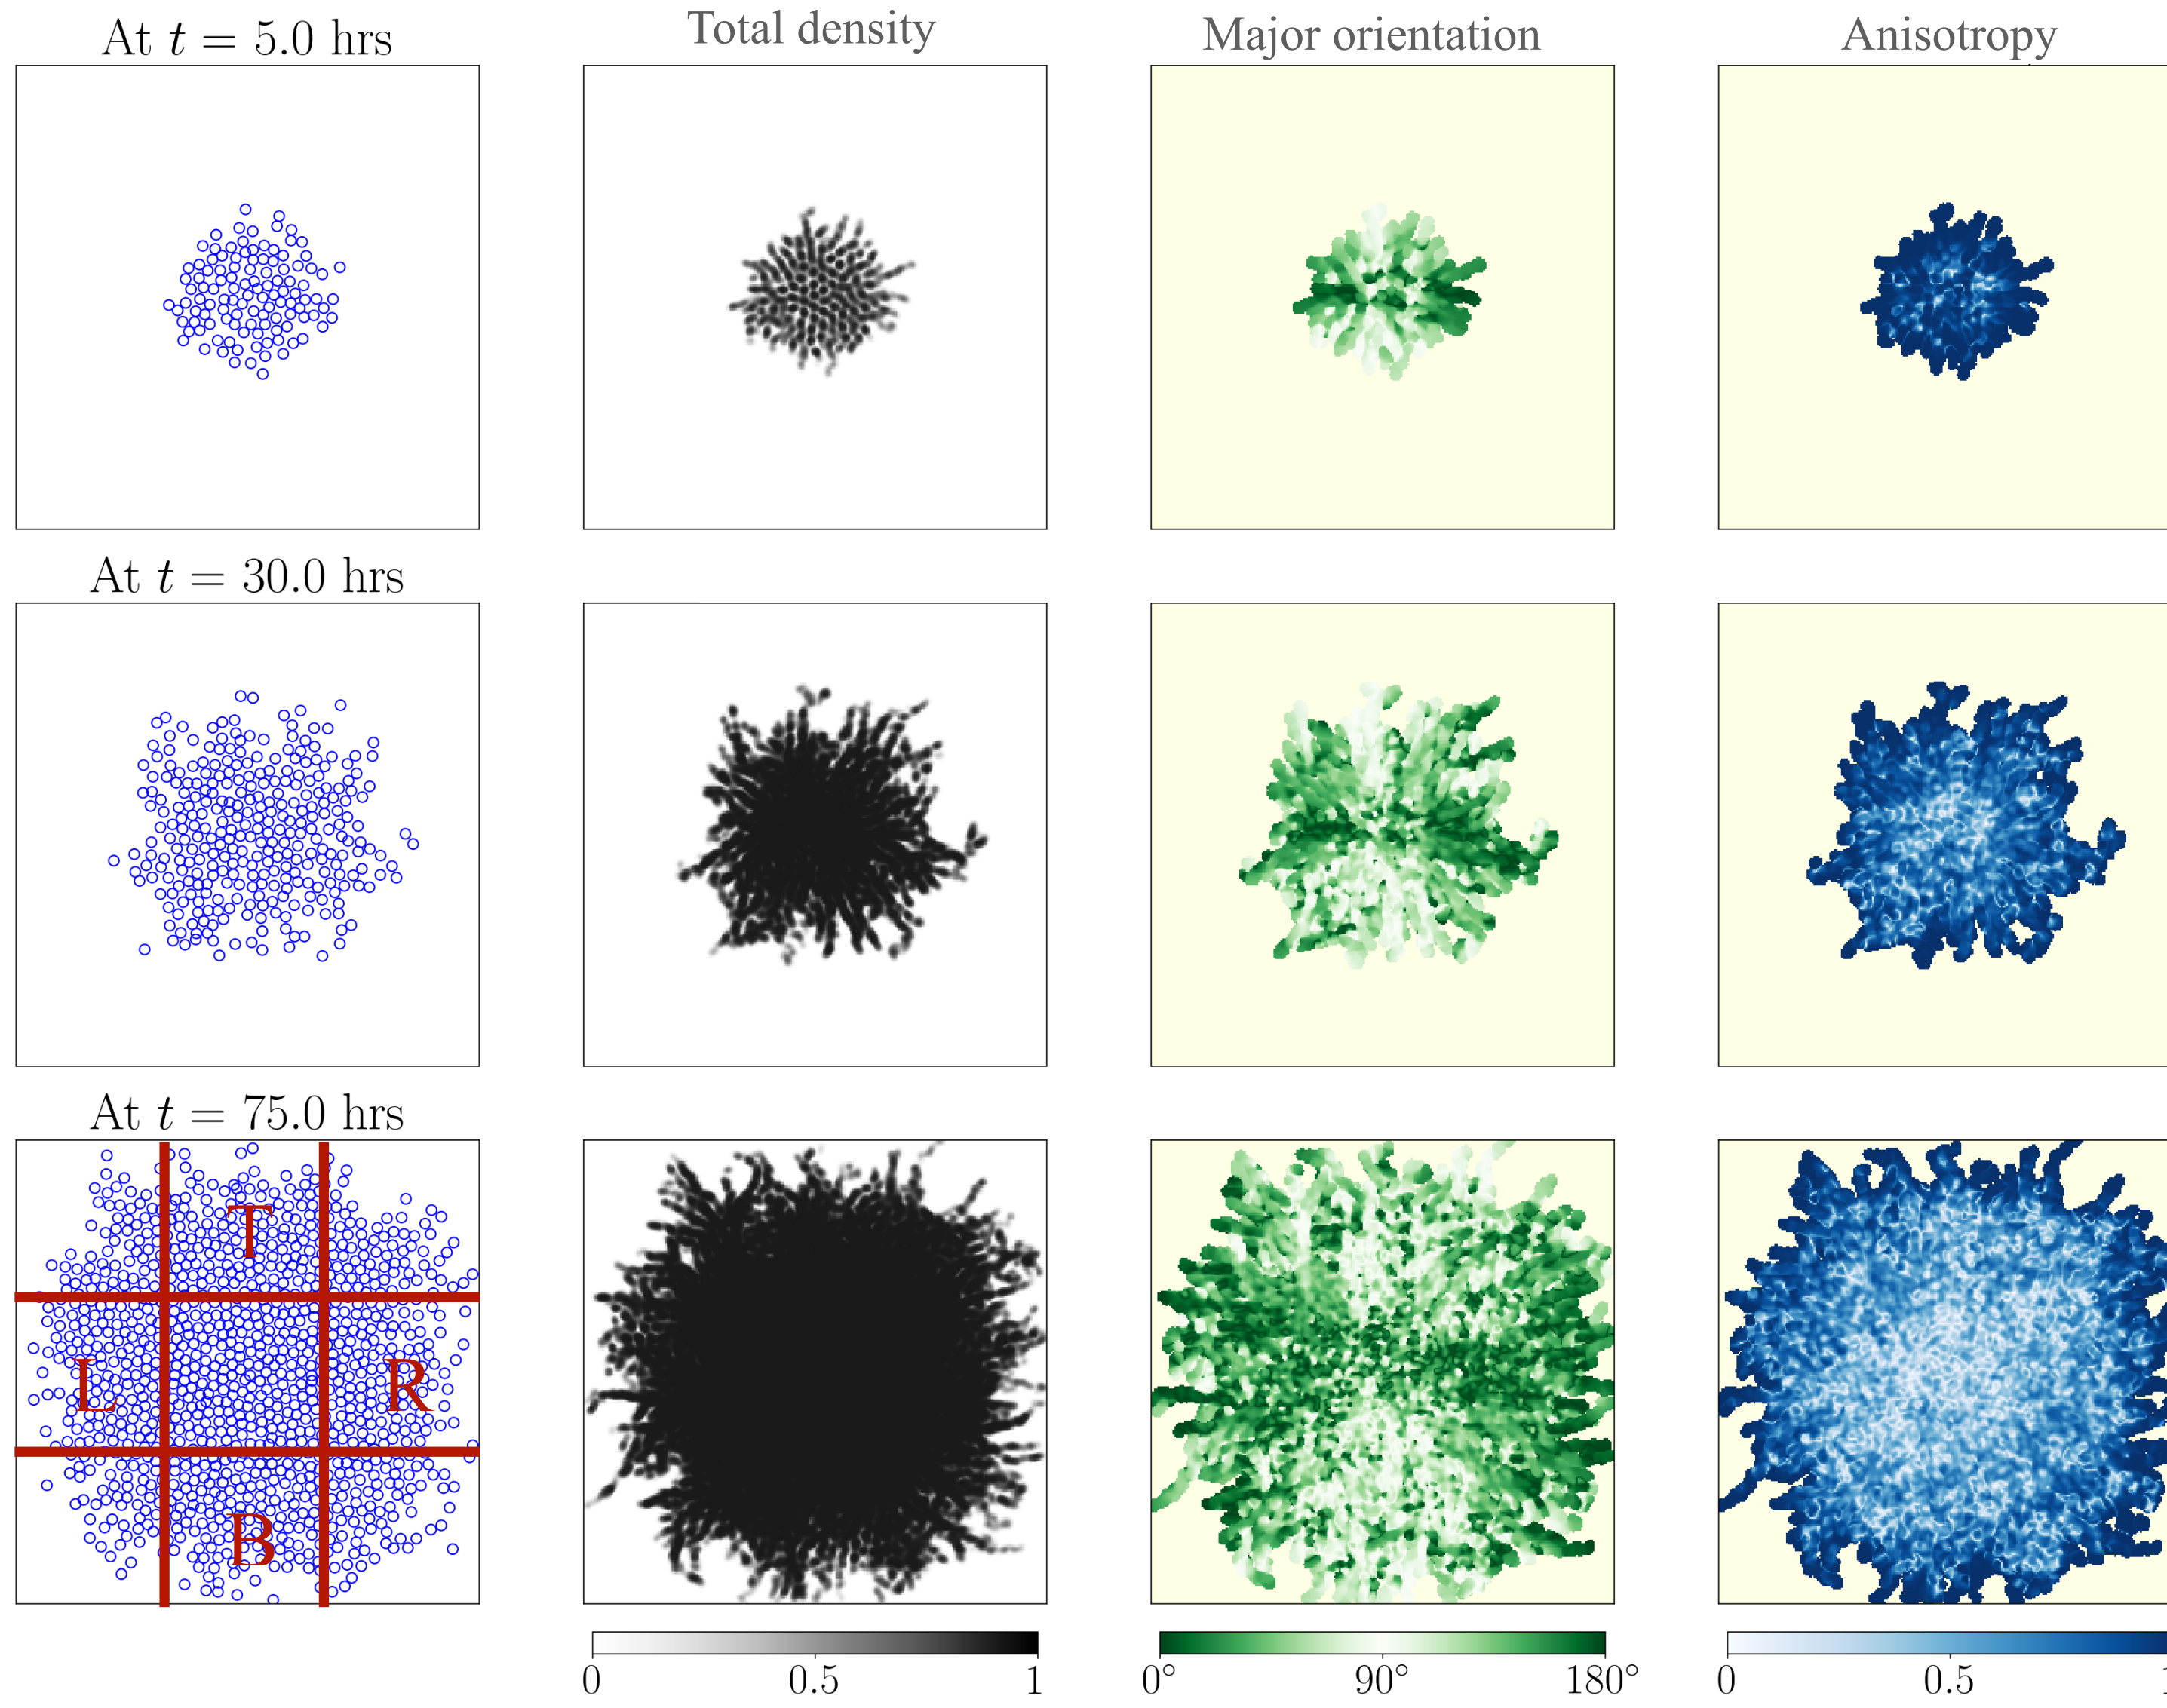 At t = 5.0 hrs
Total density
Major orientation
Anisotropy
At t = 30.0 hrs
At t = 75.0 hrs
T
L
R
B
0 0.5 1
0° 90° 180°
0 0.5 1